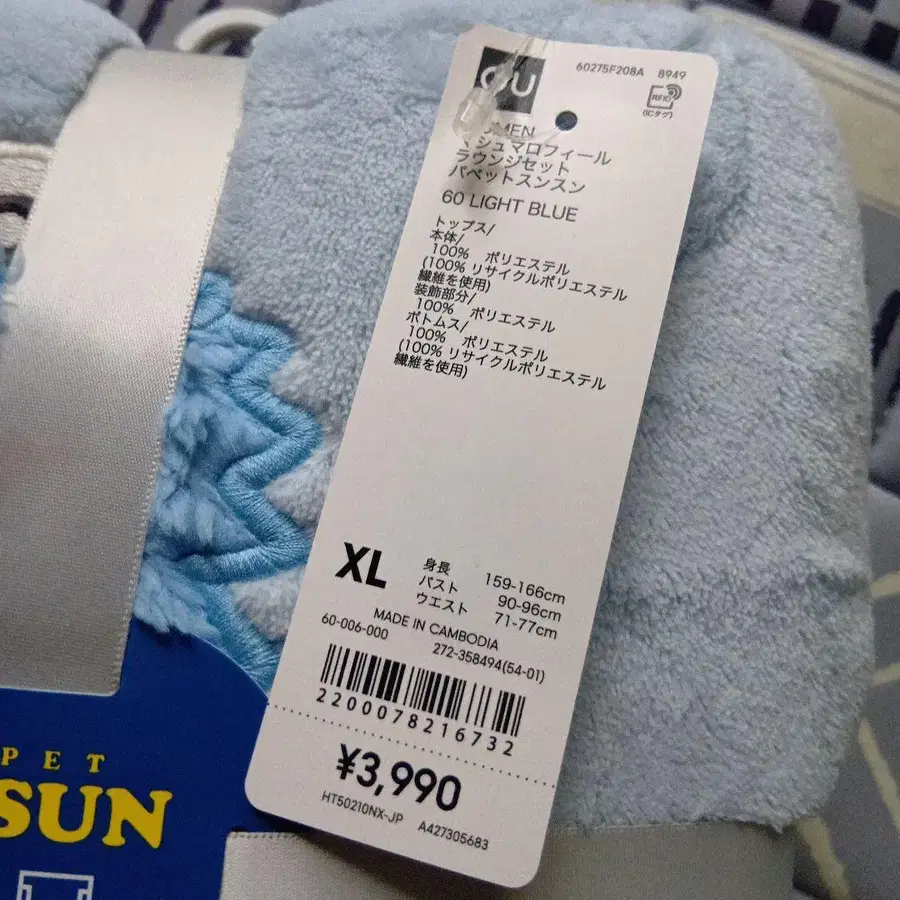 GU
60275F208A 8949
RFID
(ICタグ)
WOMEN
マシュマロフィール
ラウンジセット
パペットスンスン
60 LIGHT BLUE
トップス/
本体/
100% ポリエステル
(100% リサイクルポリエステル
繊維を使用)
装飾部分/
100% ポリエステル
ボトムス/
100% ポリエステル
(100% リサイクルポリエステル
繊維を使用)
XL
身長 159-166cm
バスト 90-96cm
ウエスト 71-77cm
MADE IN CAMBODIA
60-006-000
272-358494(54-01)
2200078216732
¥3,990
HT50210NX-JP A427305683
PET
SUN